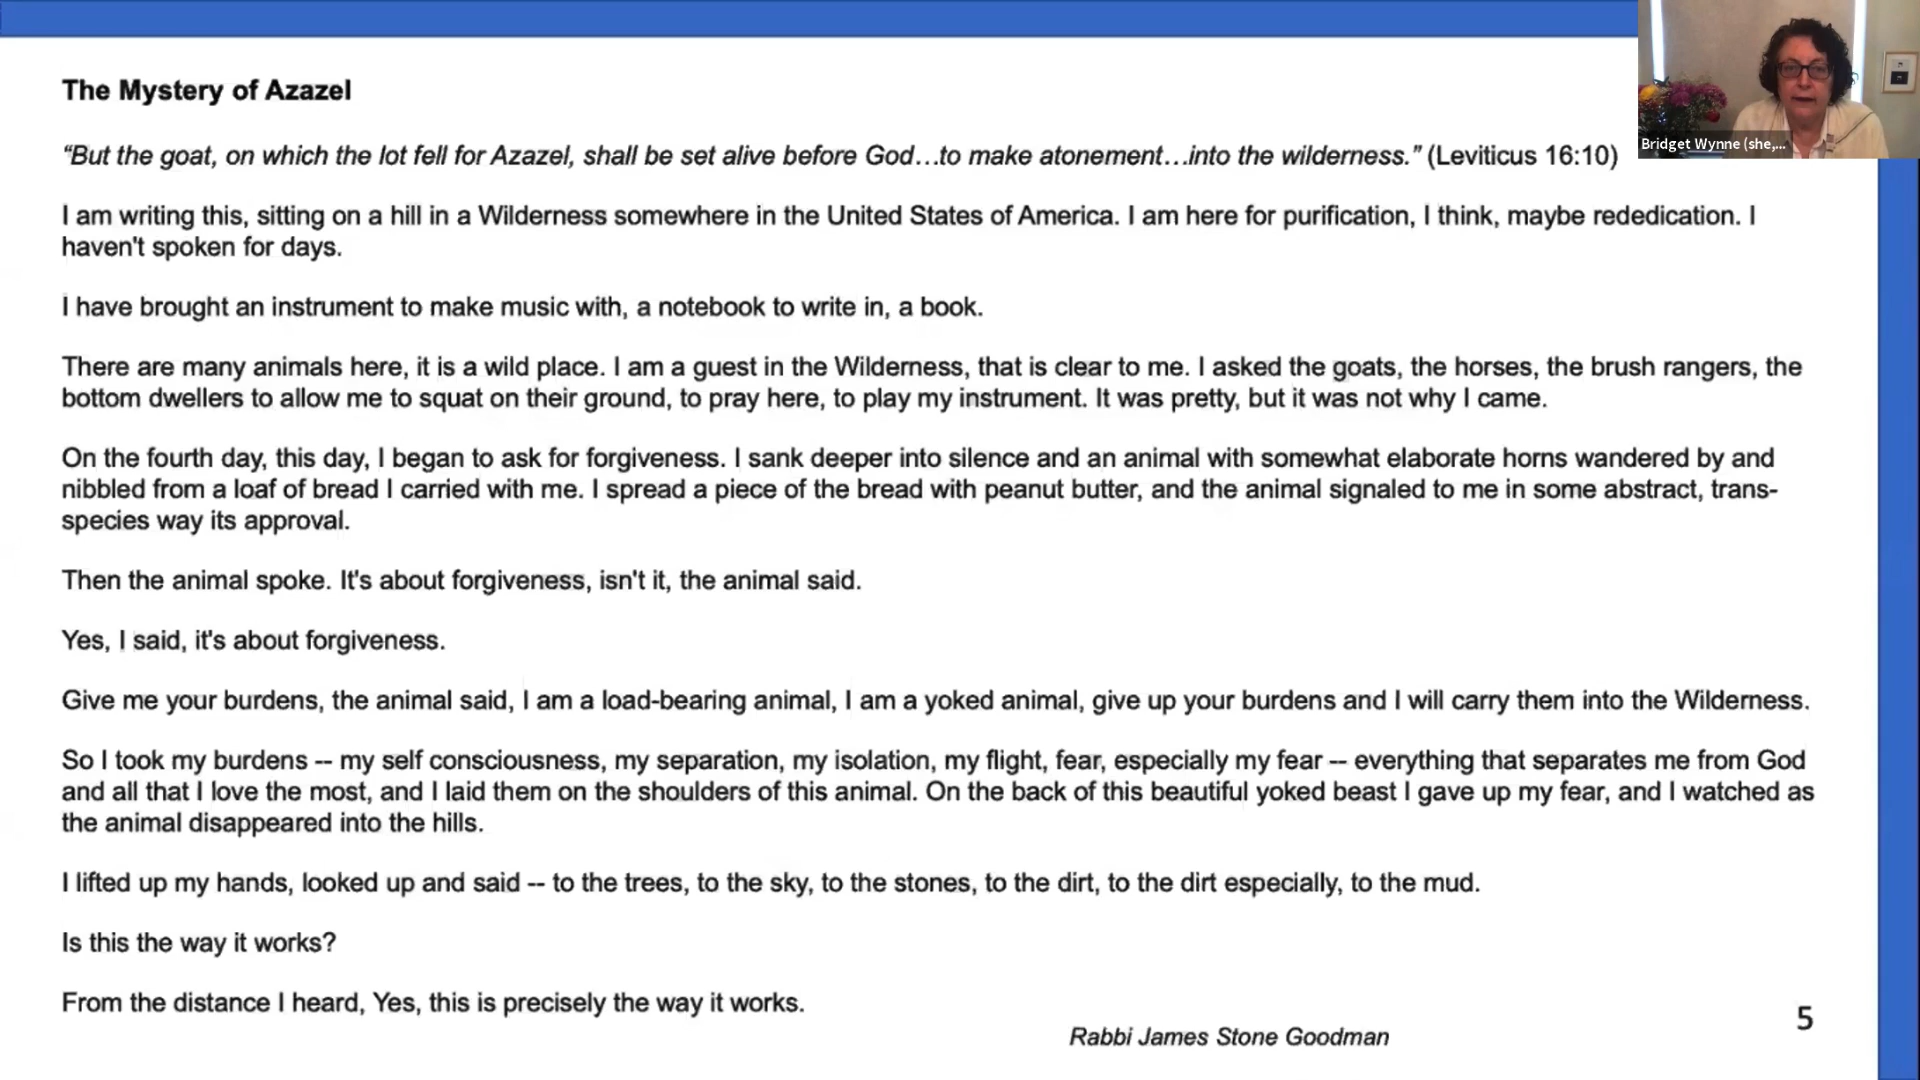 The Mystery of Azazel
“But the goat, on which the lot fell for Azazel, shall be set alive before God…to make atonement…into the wilderness.” (Leviticus 16:10)
Bridget Wynne (she,...
I am writing this, sitting on a hill in a Wilderness somewhere in the United States of America. I am here for purification, I think, maybe rededication. I
haven't spoken for days.
I have brought an instrument to make music with, a notebook to write in, a book.
There are many animals here, it is a wild place. I am a guest in the Wilderness, that is clear to me. I asked the goats, the horses, the brush rangers, the
bottom dwellers to allow me to squat on their ground, to pray here, to play my instrument. It was pretty, but it was not why I came.
On the fourth day, this day, I began to ask for forgiveness. I sank deeper into silence and an animal with somewhat elaborate horns wandered by and
nibbled from a loaf of bread I carried with me. I spread a piece of the bread with peanut butter, and the animal signaled to me in some abstract, trans-
species way its approval.
Then the animal spoke. It's about forgiveness, isn't it, the animal said.
Yes, I said, it's about forgiveness.
Give me your burdens, the animal said, I am a load-bearing animal, I am a yoked animal, give up your burdens and I will carry them into the Wilderness.
So I took my burdens -- my self consciousness, my separation, my isolation, my flight, fear, especially my fear -- everything that separates me from God
and all that I love the most, and I laid them on the shoulders of this animal. On the back of this beautiful yoked beast I gave up my fear, and I watched as
the animal disappeared into the hills.
I lifted up my hands, looked up and said -- to the trees, to the sky, to the stones, to the dirt, to the dirt especially, to the mud.
Is this the way it works?
From the distance I heard, Yes, this is precisely the way it works.
Rabbi James Stone Goodman
5